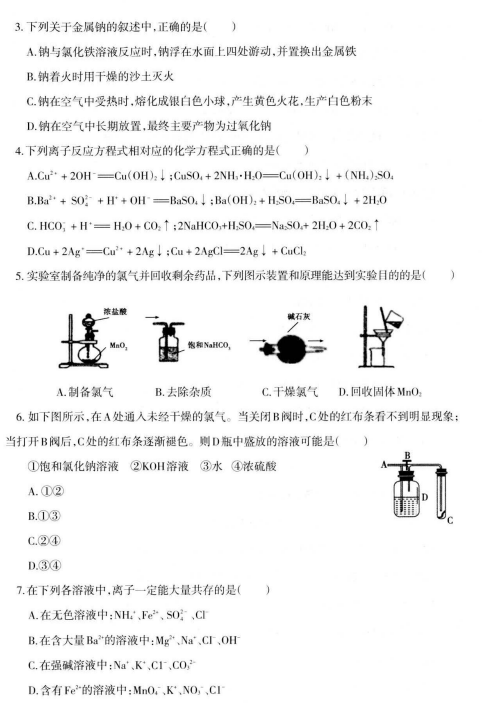 3.下列关于金属钠的叙述中,正确的是(　　)
A.钠与氯化铁溶液反应时,钠浮在水面上四处游动,并置换出金属铁
B.钠着火时用干燥的沙土灭火
C.钠在空气中受热时,熔化成银白色小球,产生黄色火花,生产白色粉末
D.钠在空气中长期放置,最终主要产物为过氧化钠
4.下列离子反应方程式相对应的化学方程式正确的是(　　)
A.Cu²⁺ + 2OH⁻═Cu(OH)₂↓;CuSO₄ + 2NH₃·H₂O═Cu(OH)₂↓ + (NH₄)₂SO₄
B.Ba²⁺ + SO₄²⁻ + H⁺ + OH⁻═BaSO₄↓;Ba(OH)₂ + H₂SO₄═BaSO₄↓ + 2H₂O
C. HCO₃⁻ + H⁺═ H₂O + CO₂↑;2NaHCO₃+H₂SO₄═Na₂SO₄+ 2H₂O + 2CO₂↑
D.Cu + 2Ag⁺═Cu²⁺ + 2Ag↓;Cu + 2AgCl═2Ag↓ + CuCl₂
5.实验室制备纯净的氯气并回收剩余药品,下列图示装置和原理能达到实验目的的是(　　)
浓盐酸
MnO₂
饱和NaHCO₃
碱石灰
A.制备氯气　B.去除杂质　C.干燥氯气　D.回收固体MnO₂
6.如下图所示,在A处通入未经干燥的氯气。当关闭B阀时,C处的红布条看不到明显现象;
当打开B阀后,C处的红布条逐渐褪色。则D瓶中盛放的溶液可能是(　　)
①饱和氯化钠溶液　②KOH溶液　③水　④浓硫酸
A.①②
B.①③
C.②④
D.③④
B
A
D
C
7.在下列各溶液中,离子一定能大量共存的是(　　)
A.在无色溶液中:NH₄⁺、Fe²⁺、SO₄²⁻、Cl⁻
B.在含大量Ba²⁺的溶液中:Mg²⁺、Na⁺、Cl⁻、OH⁻
C.在强碱溶液中:Na⁺、K⁺、C1⁻、CO₃²⁻
D.含有Fe²⁺的溶液中:MnO₄⁻、K⁺、NO₃⁻、C1⁻